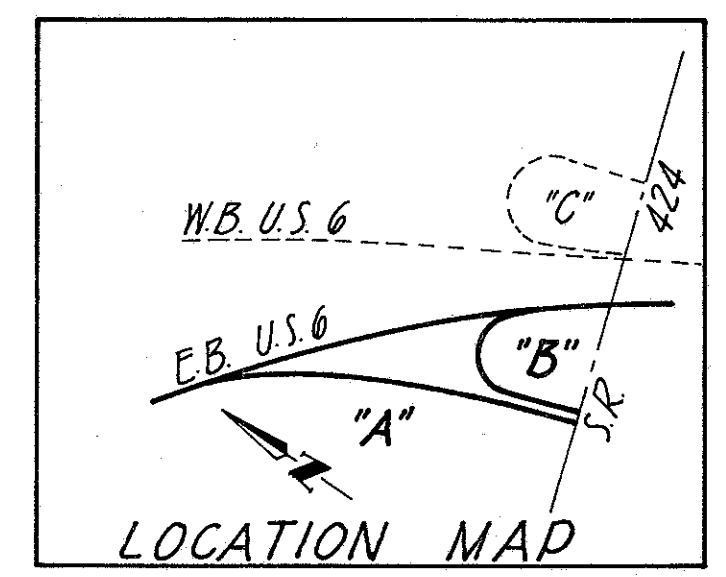 "C"
424
W.B. U.S. 6
E.B. U.S. 6
"B"
S.R.
"A"
N
LOCATION MAP